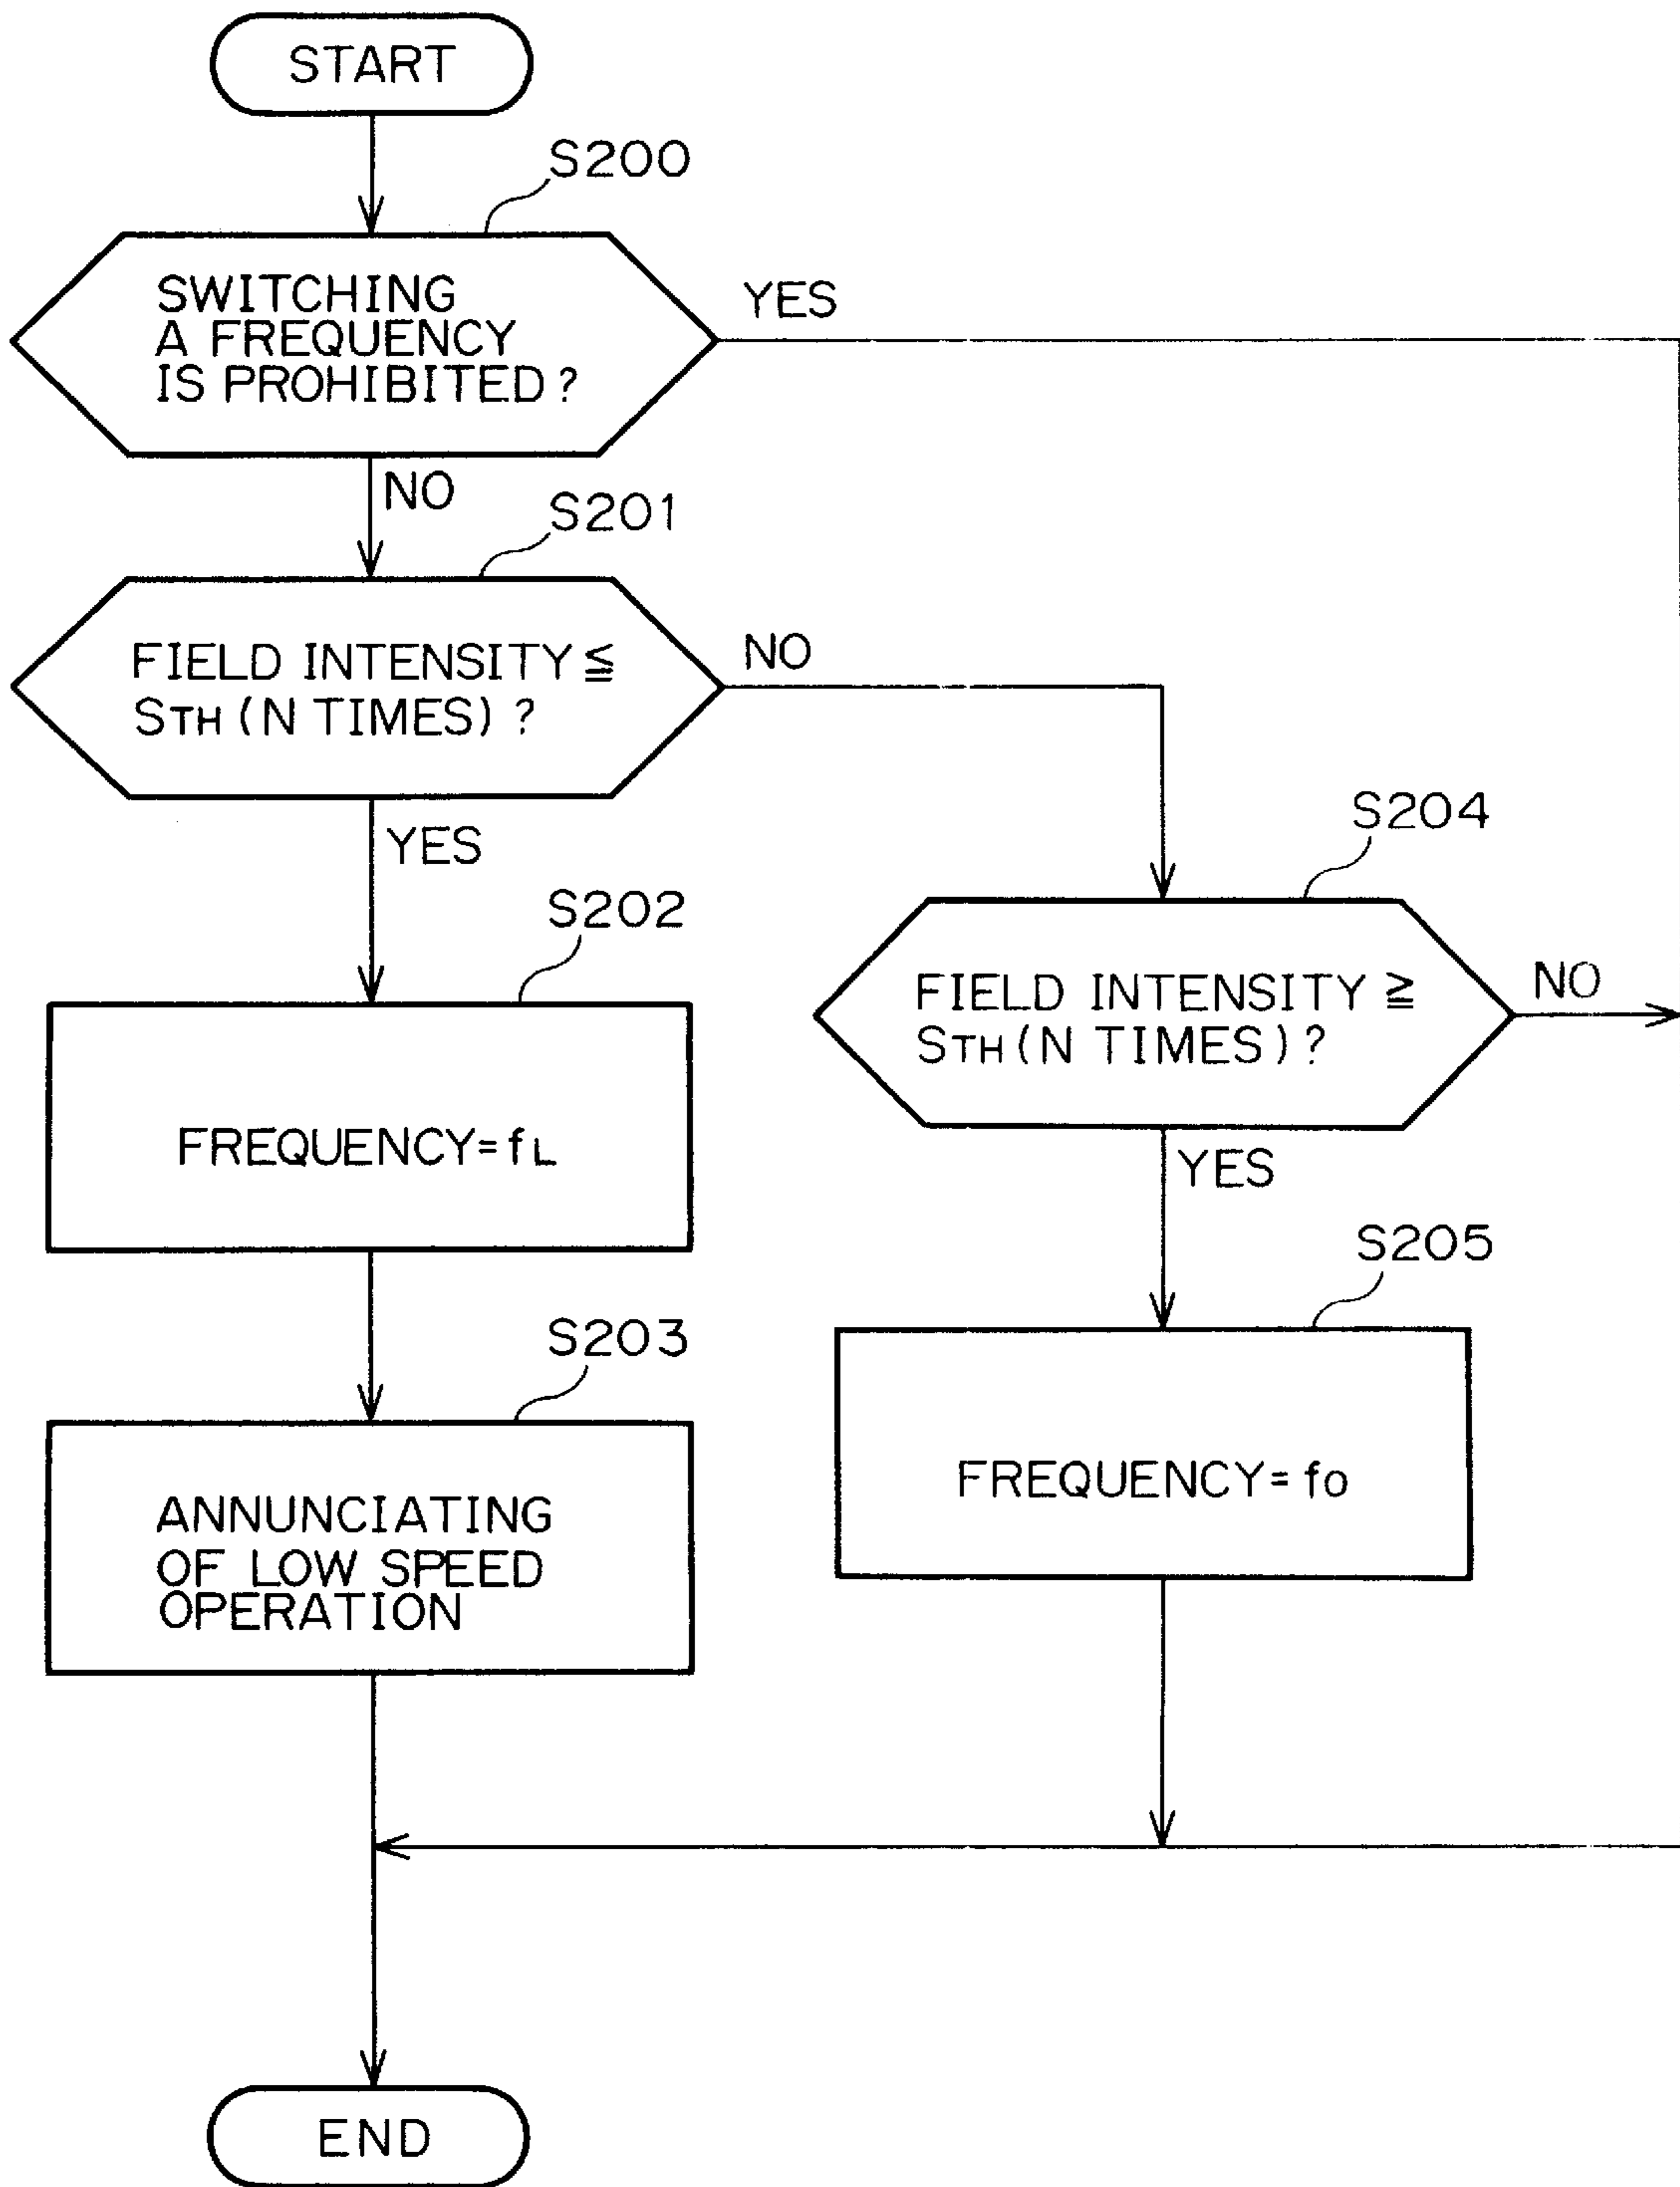 START
S200
SWITCHING
A FREQUENCY
IS PROHIBITED?
YES
NO
S201
FIELD INTENSITY ≦
STH (N TIMES)?
NO
YES
S204
FIELD INTENSITY ≧
STH (N TIMES)?
NO
YES
S202
FREQUENCY=fL
S205
FREQUENCY=fo
S203
ANNUNCIATING
OF LOW SPEED
OPERATION
END